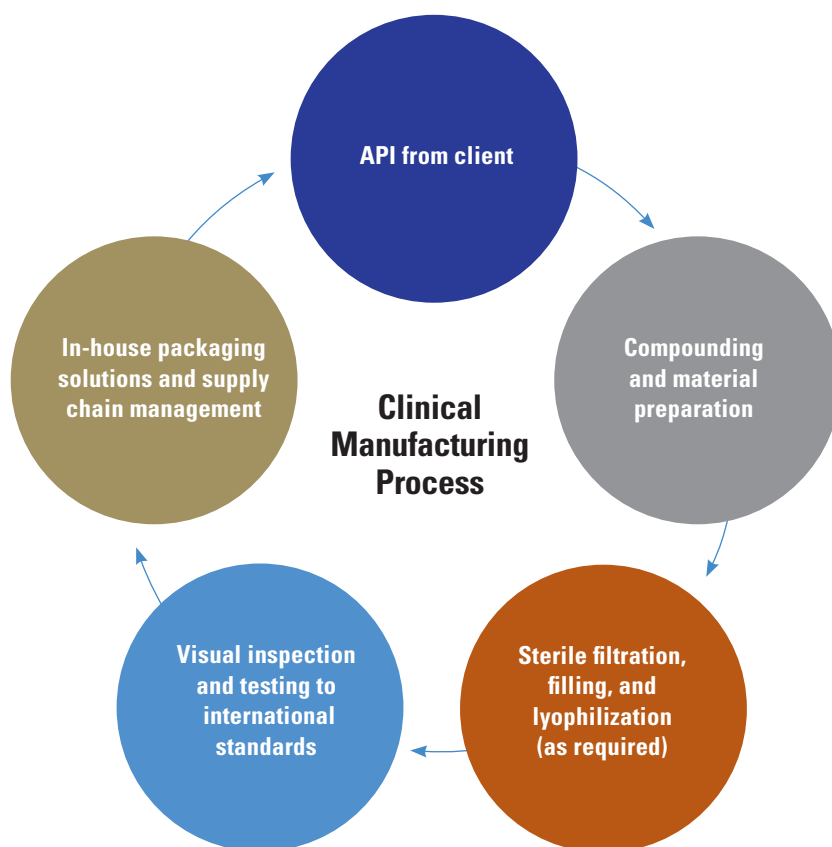 API from client
Compounding
and material
preparation
Sterile filtration,
filling, and
lyophilization
(as required)
Visual inspection
and testing to
international
standards
In-house packaging
solutions and supply
chain management
Clinical
Manufacturing
Process